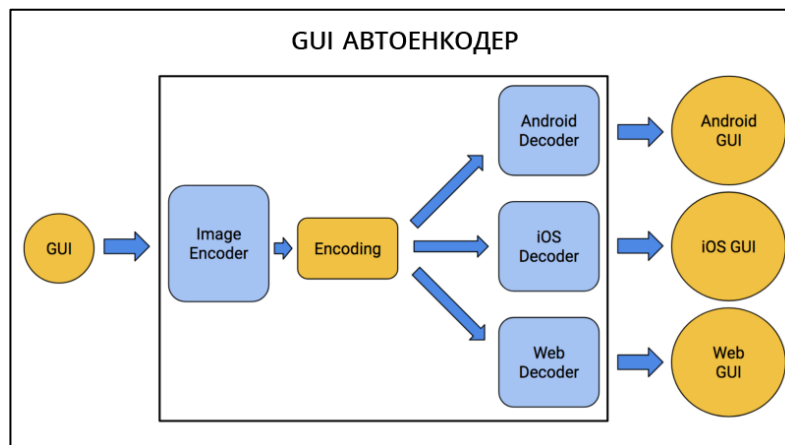 GUI АВТОЕНКОДЕР
GUI
Image
Encoder
Encoding
Android
Decoder
iOS
Decoder
Web
Decoder
Android
GUI
iOS GUI
Web
GUI